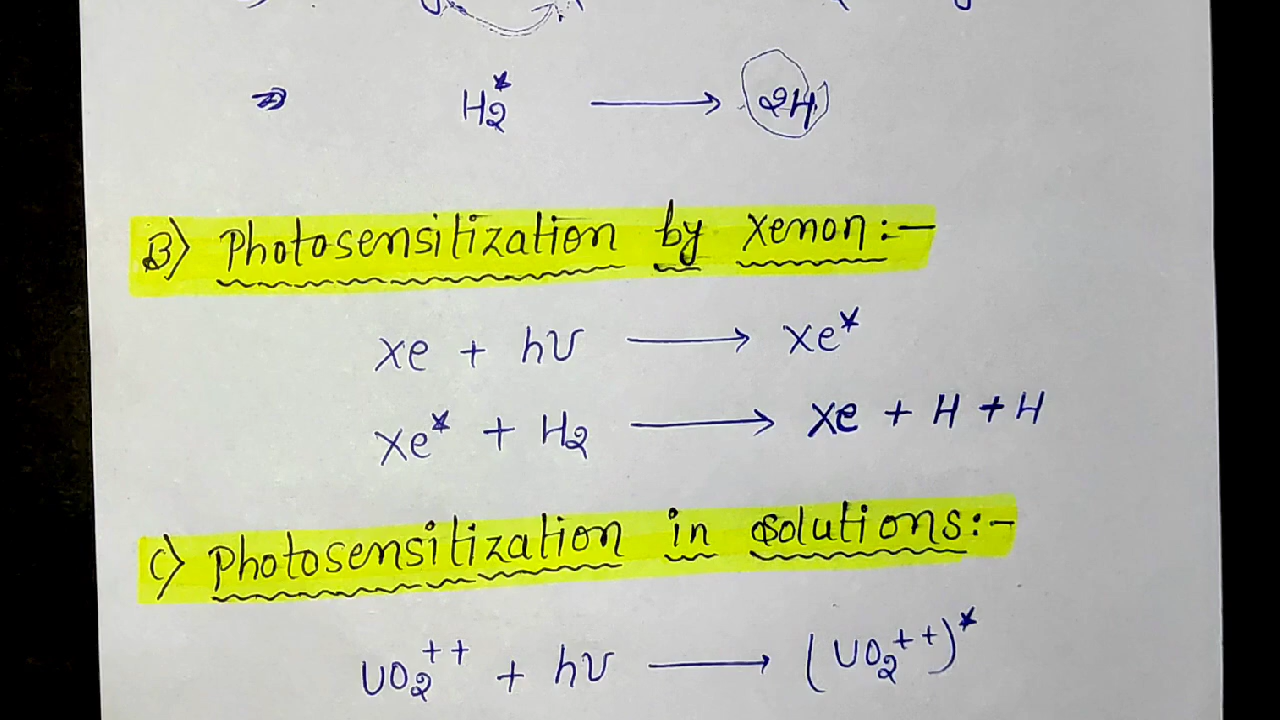 ⇒ H₂* ⟶ 2H
B) Photosensitization by Xenon:-
Xe + hν ⟶ Xe*
Xe* + H₂ ⟶ Xe + H + H
C) Photosensitization in solutions:-
UO₂⁺⁺ + hν ⟶ (UO₂⁺⁺)*